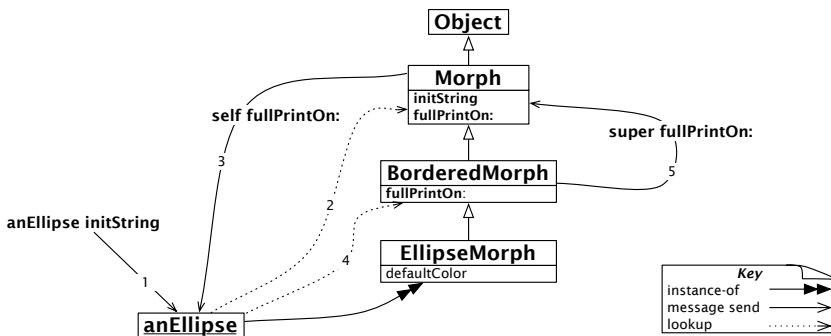 Object
Morph
initString
fullPrintOn:
self fullPrintOn:
super fullPrintOn:
3
2
5
BorderedMorph
fullPrintOn:
anEllipse initString
4
1
EllipseMorph
defaultColor
anEllipse
Key
instance-of
message send
lookup